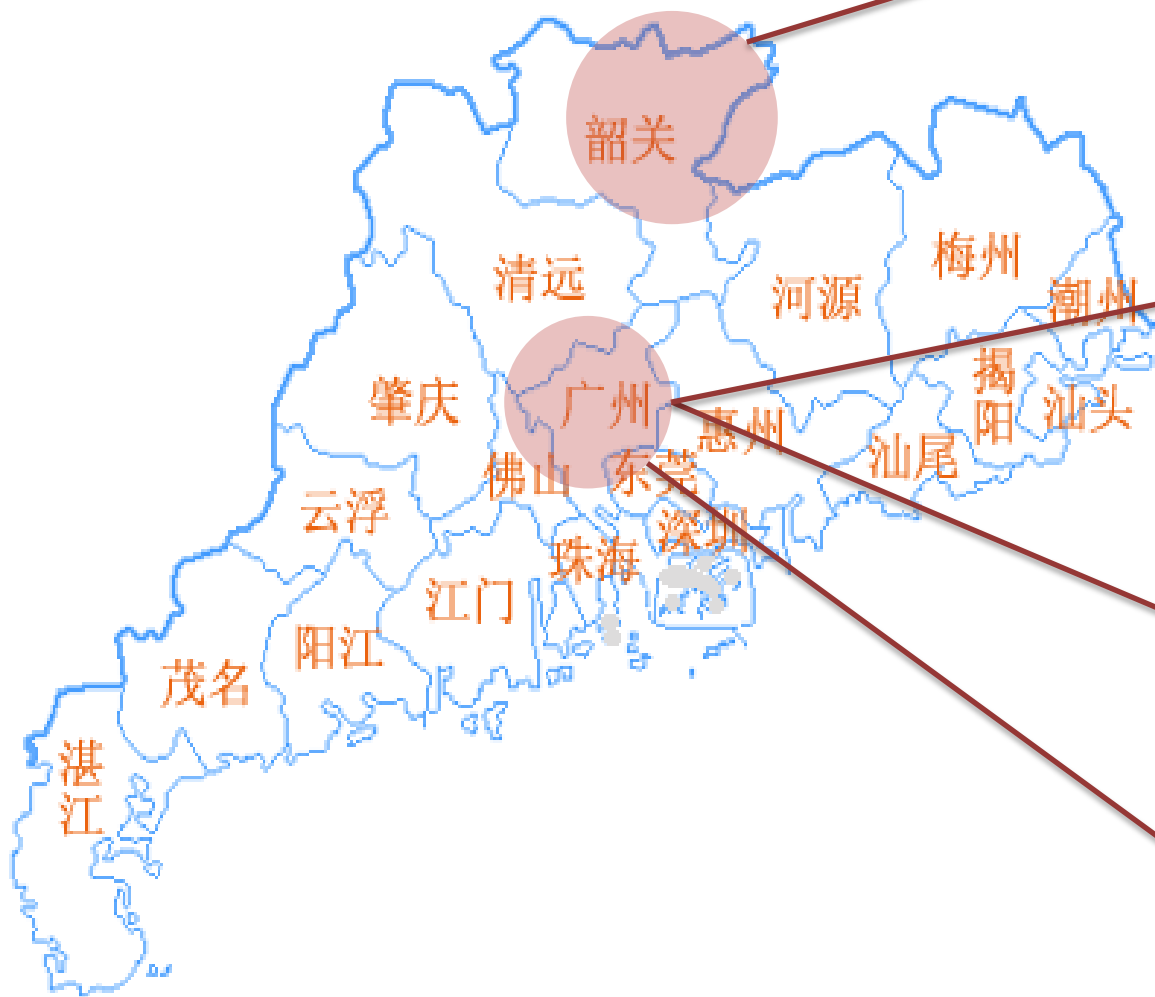 韶关
梅州
清远
河源
潮州
揭
阳
肇庆
广州
惠州
汕头
汕尾
佛山
东莞
云浮
深圳
珠海
江门
阳江
茂名
湛
江